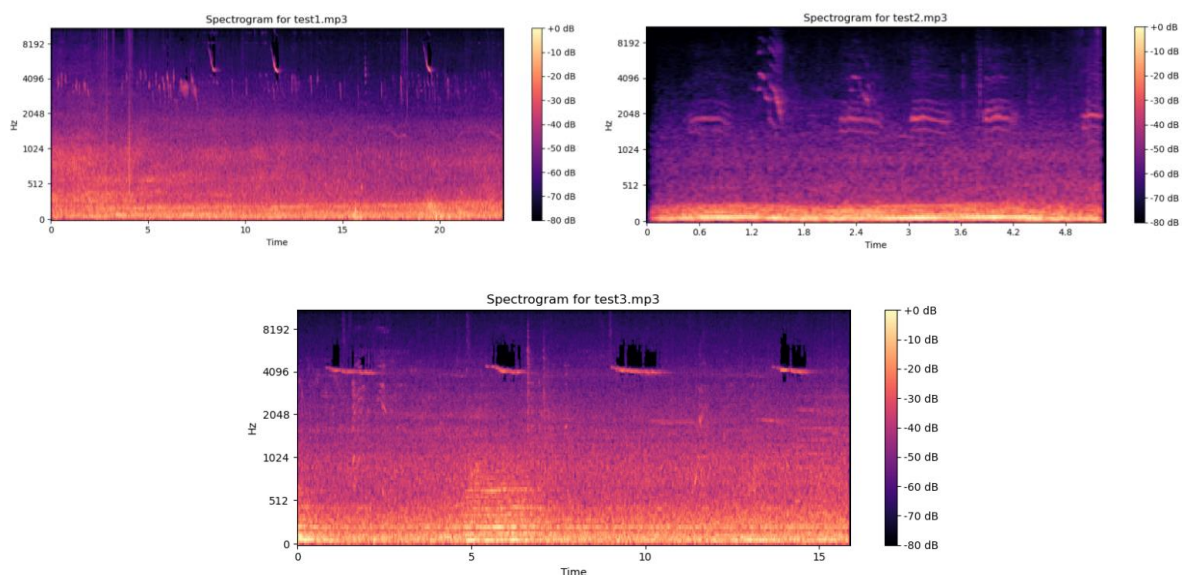 Spectrogram for test1.mp3
+0 dB
8192
-10 dB
4096
-20 dB
-30 dB
2048
-40 dB
Hz
1024
-50 dB
512
-60 dB
-70 dB
0
-80 dB
0 5 10 15 20
Time
Spectrogram for test2.mp3
+0 dB
8192
-10 dB
4096
-20 dB
-30 dB
2048
-40 dB
Hz
1024
-50 dB
512
-60 dB
-70 dB
0
-80 dB
0 0.6 1.2 1.8 2.4 3 3.6 4.2 4.8
Time
Spectrogram for test3.mp3
+0 dB
8192
-10 dB
4096
-20 dB
-30 dB
2048
-40 dB
Hz
1024
-50 dB
512
-60 dB
-70 dB
0
-80 dB
0 5 10 15
Time